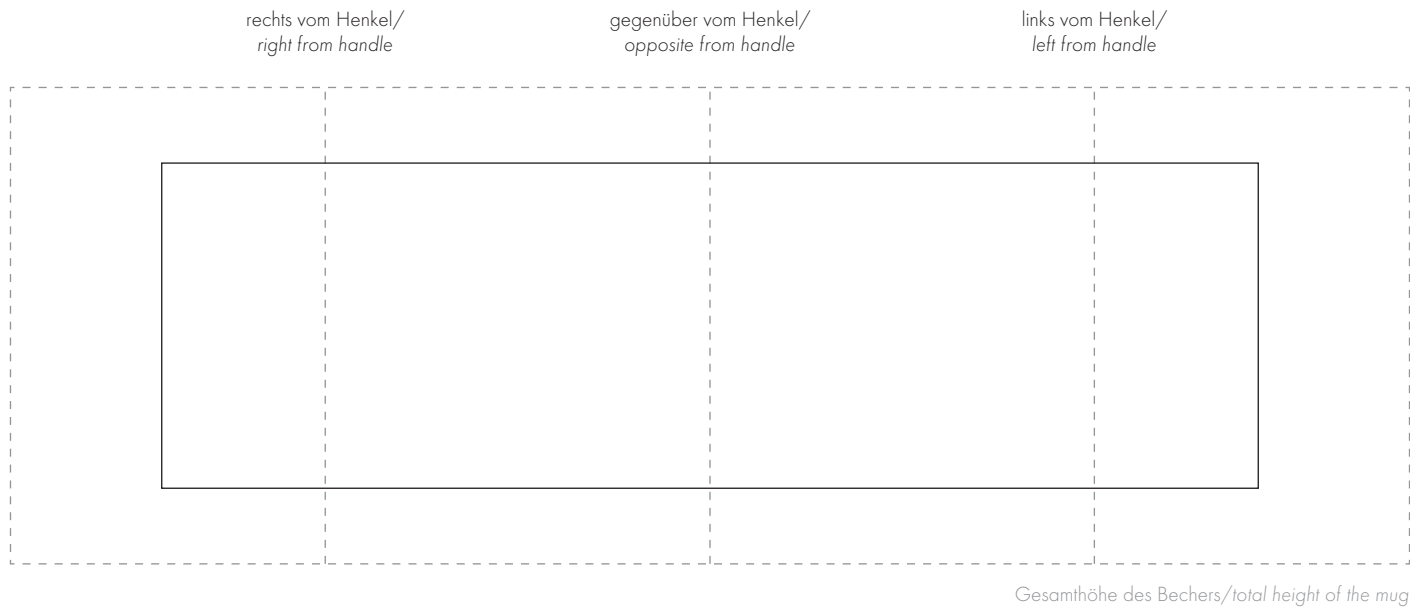 rechts vom Henkel/
right from handle
gegenüber vom Henkel/
opposite from handle
links vom Henkel/
left from handle
Gesamthöhe des Bechers/total height of the mug